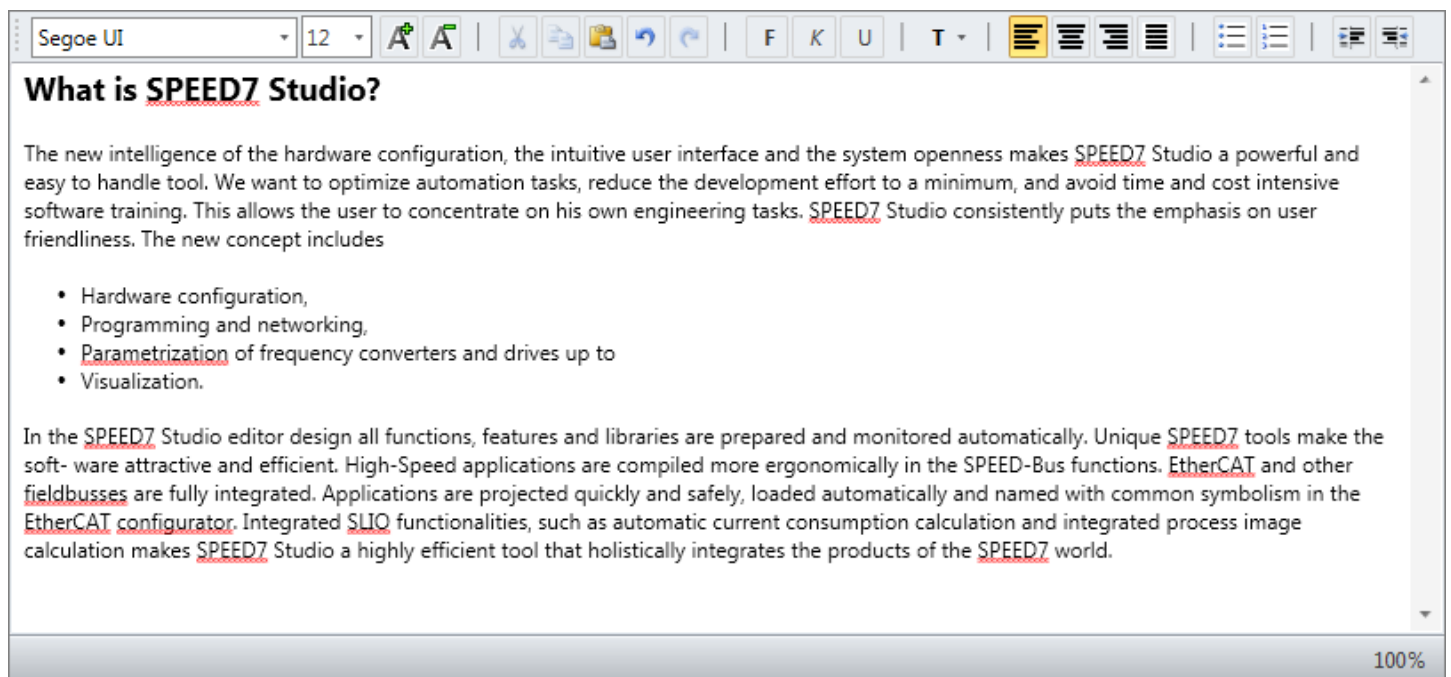 Segoe UI 12 A A F K U T
What is SPEED7 Studio?
The new intelligence of the hardware configuration, the intuitive user interface and the system openness makes SPEED7 Studio a powerful and
easy to handle tool. We want to optimize automation tasks, reduce the development effort to a minimum, and avoid time and cost intensive
software training. This allows the user to concentrate on his own engineering tasks. SPEED7 Studio consistently puts the emphasis on user
friendliness. The new concept includes
• Hardware configuration,
• Programming and networking,
• Parametrization of frequency converters and drives up to
• Visualization.
In the SPEED7 Studio editor design all functions, features and libraries are prepared and monitored automatically. Unique SPEED7 tools make the
soft- ware attractive and efficient. High-Speed applications are compiled more ergonomically in the SPEED-Bus functions. EtherCAT and other
fieldbusses are fully integrated. Applications are projected quickly and safely, loaded automatically and named with common symbolism in the
EtherCAT configurator. Integrated SLIO functionalities, such as automatic current consumption calculation and integrated process image
calculation makes SPEED7 Studio a highly efficient tool that holistically integrates the products of the SPEED7 world.
100%